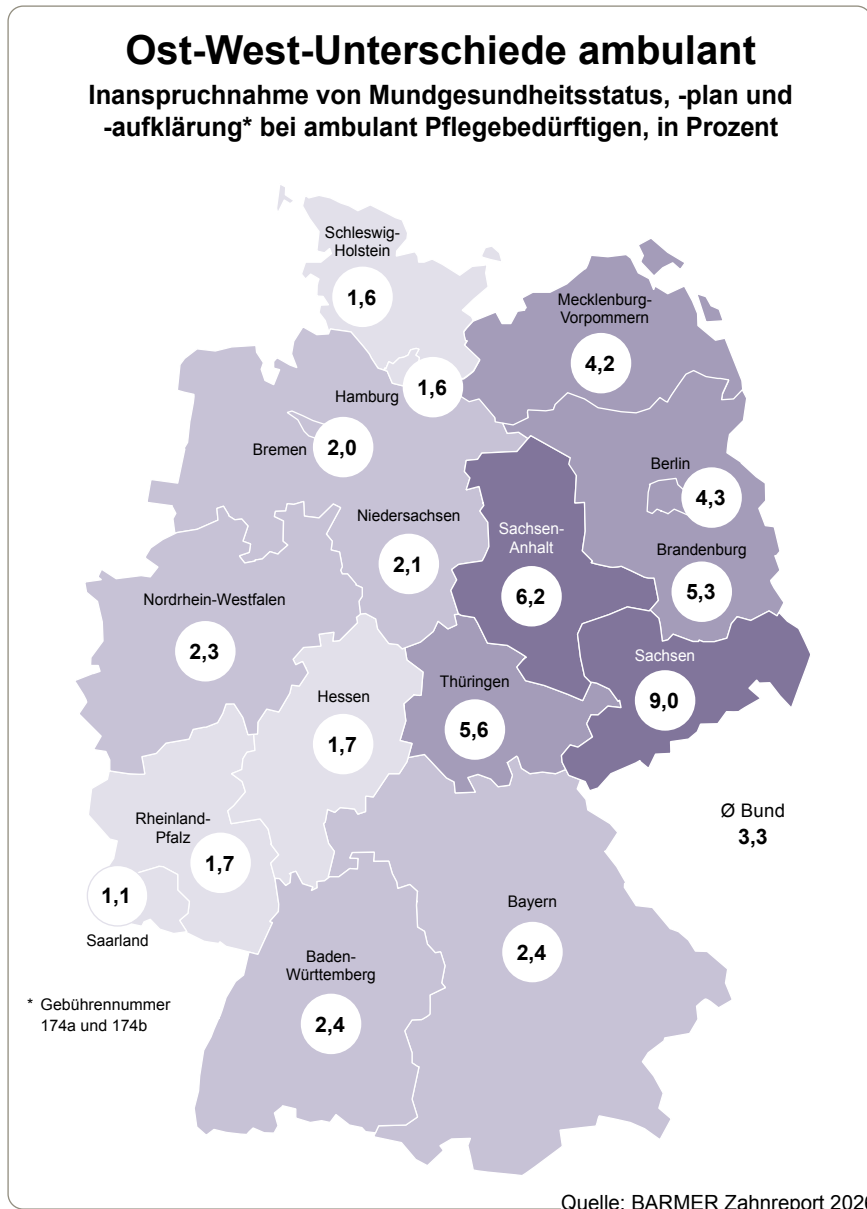 Ost-West-Unterschiede ambulant
Inanspruchnahme von Mundgesundheitsstatus, -plan und
-aufklärung* bei ambulant Pflegebedürftigen, in Prozent
Schleswig-
Holstein
1,6
Mecklenburg-
Vorpommern
4,2
Hamburg
1,6
Bremen
2,0
Berlin
4,3
Niedersachsen
2,1
Sachsen-
Anhalt
6,2
Brandenburg
5,3
Nordrhein-Westfalen
2,3
Sachsen
9,0
Thüringen
5,6
Hessen
1,7
Ø Bund
3,3
Rheinland-
Pfalz
1,7
1,1
Saarland
Bayern
2,4
Baden-
Württemberg
2,4
* Gebührennummer
174a und 174b
Quelle: BARMER Zahnreport 2020